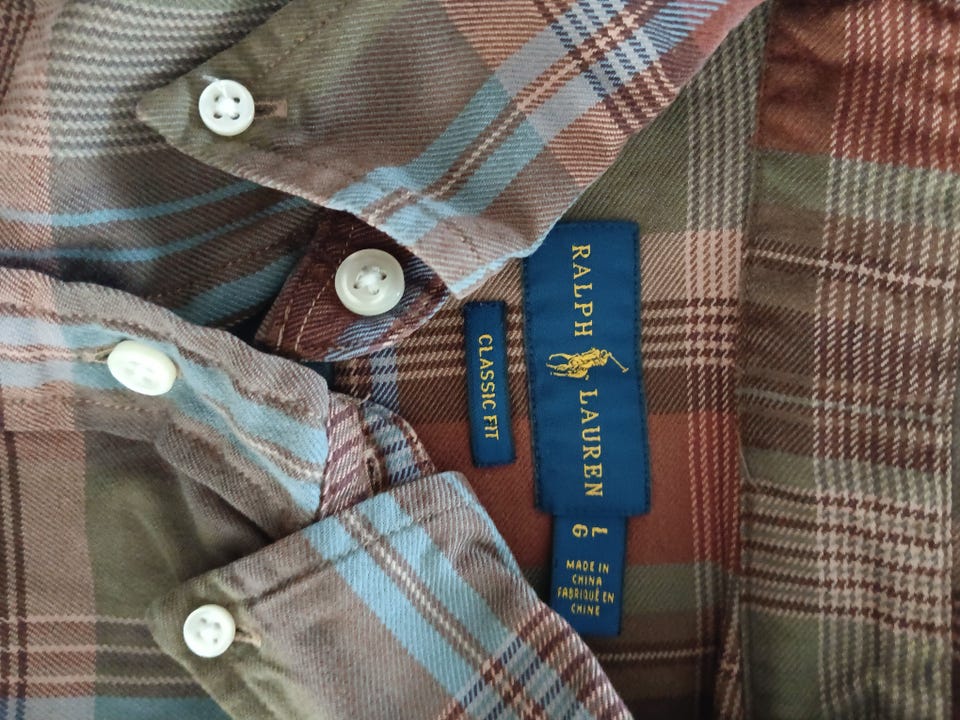 RALPH LAUREN
CLASSIC FIT
L
G
MADE IN
CHINA
FABRIQUÉ EN
CHINE